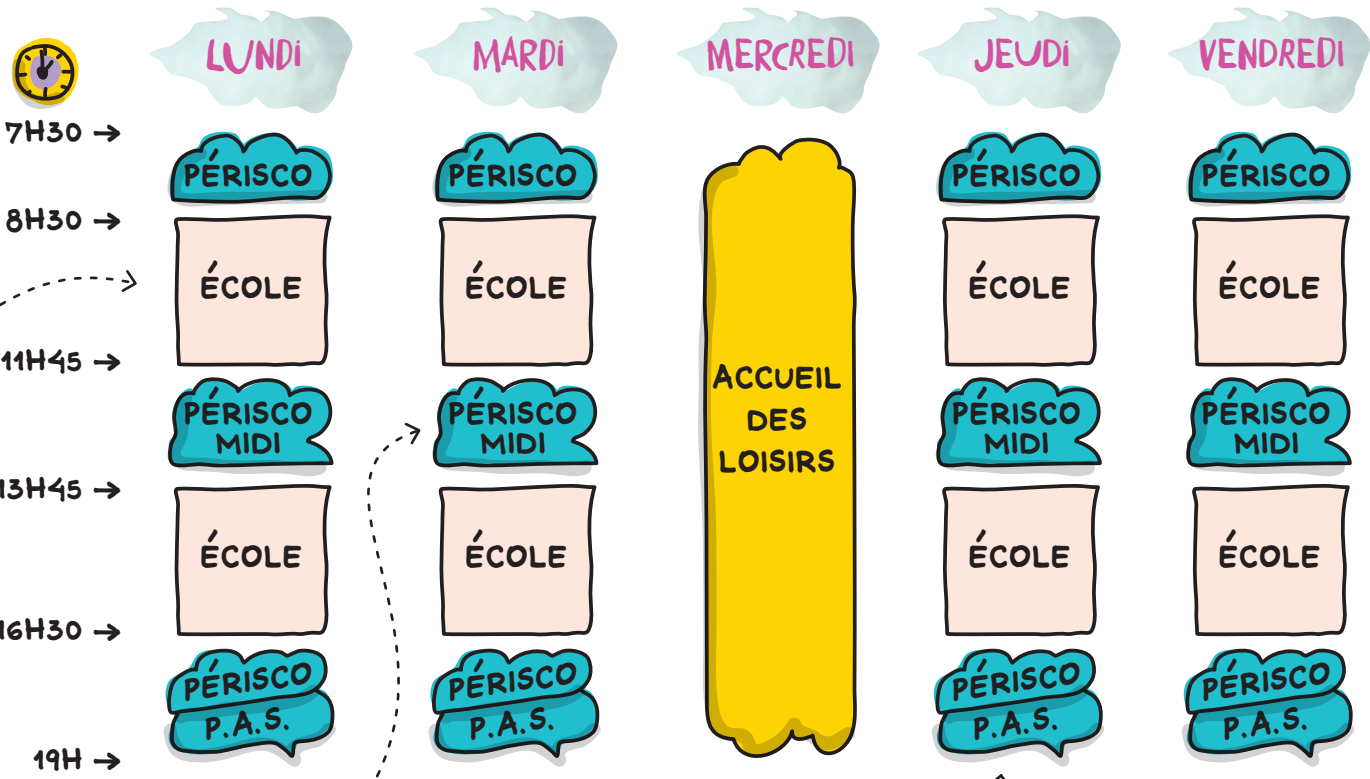 LUNDi MARDi MERCREDI JEUDi VENDREDI
7H30
PÉRISCO PÉRISCO PÉRISCO PÉRISCO
8H30
ÉCOLE ÉCOLE ÉCOLE ÉCOLE
11H45
ACCUEIL
DES
LOISIRS
PÉRISCO PÉRISCO PÉRISCO PÉRISCO
MIDI MIDI MIDI MIDI
13H45
ÉCOLE ÉCOLE ÉCOLE ÉCOLE
16H30
PÉRISCO PÉRISCO PÉRISCO PÉRISCO
P.A.S. P.A.S. P.A.S. P.A.S.
19H